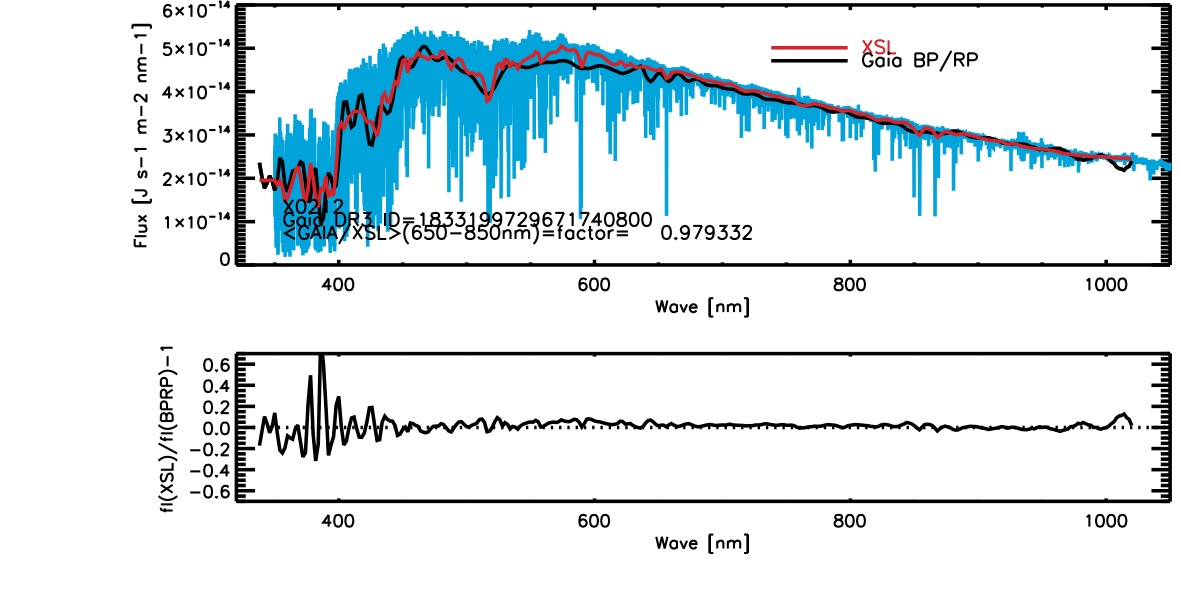 6×10⁻¹⁴
5×10⁻¹⁴
4×10⁻¹⁴
3×10⁻¹⁴
2×10⁻¹⁴
1×10⁻¹⁴
0
Flux [J s−1 m−2 nm−1]
XSL
Gaia BP/RP
Gaia DR3 ID=1833199729671740800
<GAIA/XSL>(650−850nm)=factor= 0.979332
400 600 800 1000
Wave [nm]
0.6
0.4
0.2
0.0
−0.2
−0.4
−0.6
fl(XSL)/fl(BPRP)−1
400 600 800 1000
Wave [nm]